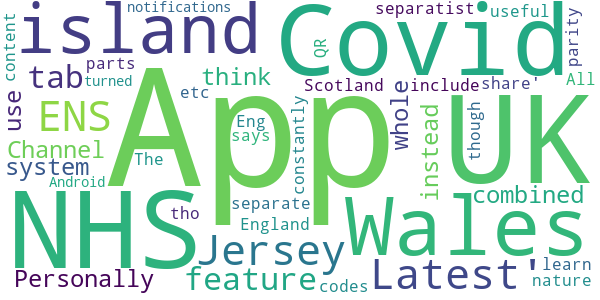 island notifications Covid separatist useful
content parts turned tab QR think Scotland include share' parity All
use ENS etc App UK whole though
Channel The Eng says constantly instead
system Android combined
NHS tho separate Wales
England
Jersey Latest' learn
Personally feature codes nature